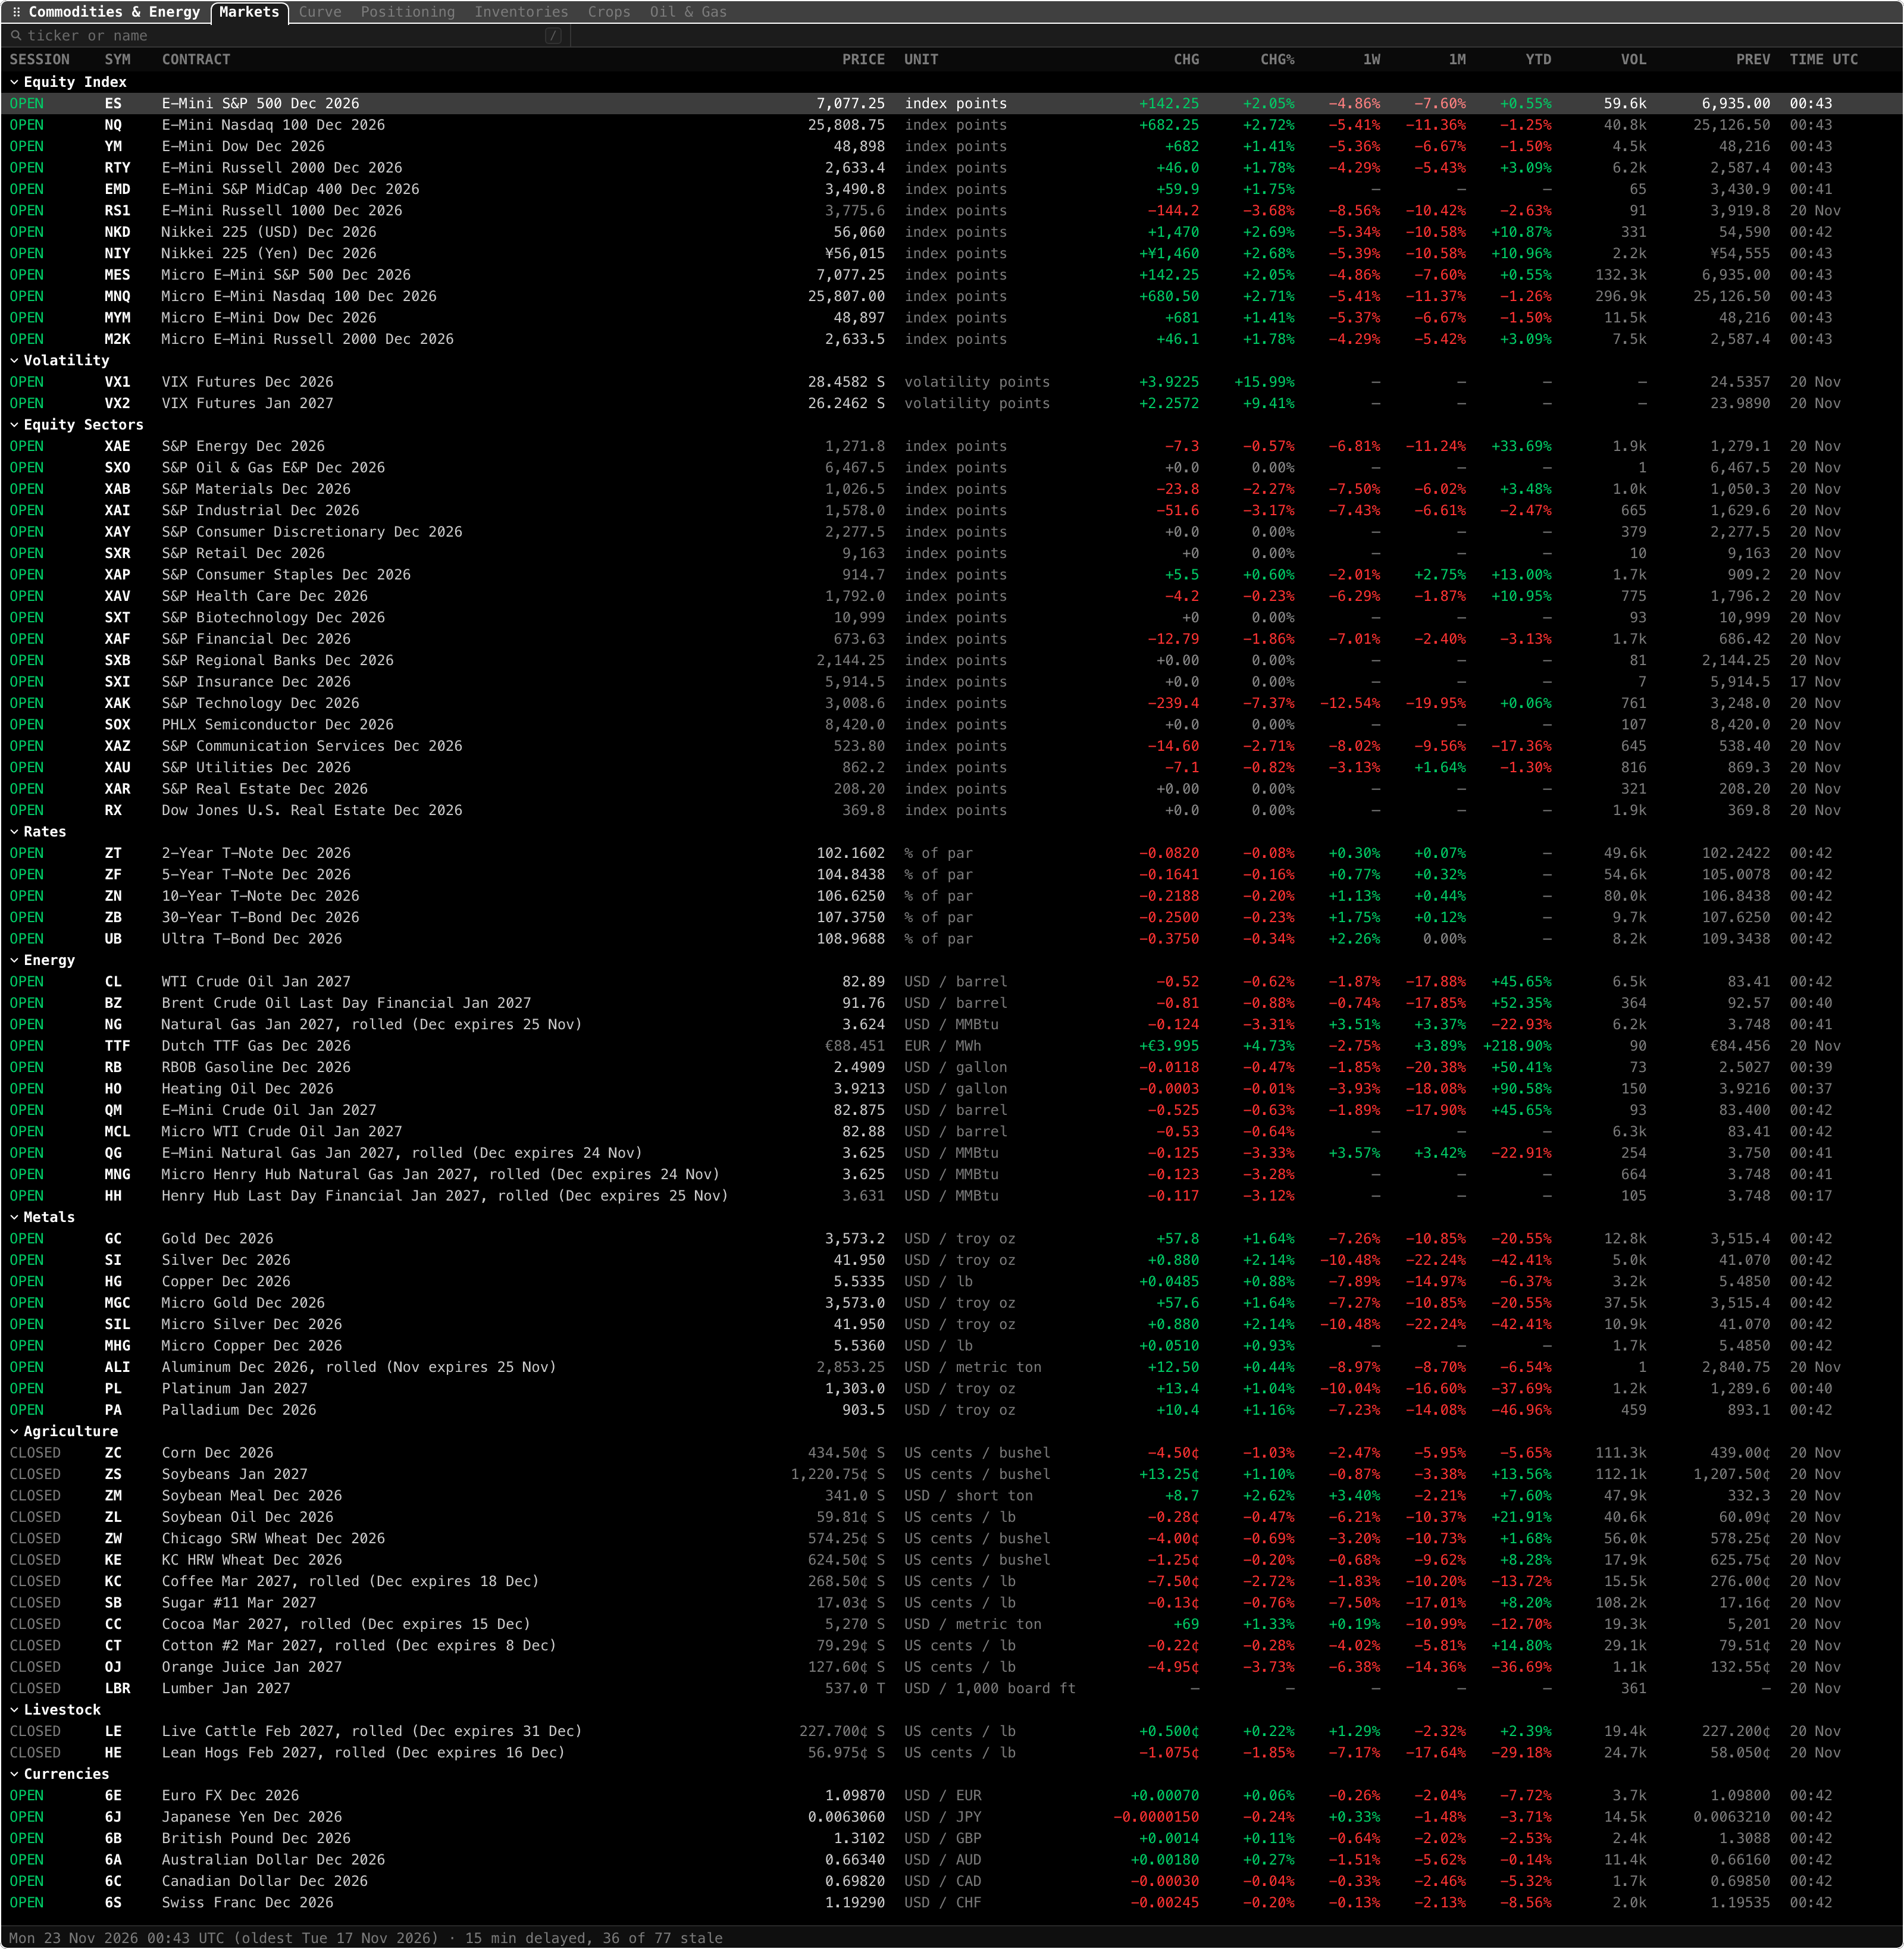 ⠿ Commodities & Energy Markets Curve Positioning Inventories Crops Oil & Gas
ticker or name /
SESSION SYM CONTRACT PRICE UNIT CHG CHG% 1W 1M YTD VOL PREV TIME UTC
Equity Index
OPEN ES E−Mini S&P 500 Dec 2026 7,077.25 index points +142.25 +2.05% −4.86% −7.60% +0.55% 59.6k 6,935.00 00:43
OPEN NQ E−Mini Nasdaq 100 Dec 2026 25,808.75 index points +682.25 +2.72% −5.41% −11.36% −1.25% 40.8k 25,126.50 00:43
OPEN YM E−Mini Dow Dec 2026 48,898 index points +682 +1.41% −5.36% −6.67% −1.50% 4.5k 48,216 00:43
OPEN RTY E−Mini Russell 2000 Dec 2026 2,633.4 index points +46.0 +1.78% −4.29% −5.43% +3.09% 6.2k 2,587.4 00:43
OPEN EMD E−Mini S&P MidCap 400 Dec 2026 3,490.8 index points +59.9 +1.75% — — — 65 3,430.9 00:41
OPEN RS1 E−Mini Russell 1000 Dec 2026 3,775.6 index points −144.2 −3.68% −8.56% −10.42% −2.63% 91 3,919.8 20 Nov
OPEN NKD Nikkei 225 (USD) Dec 2026 56,060 index points +1,470 +2.69% −5.34% −10.58% +10.87% 331 54,590 00:42
OPEN NIY Nikkei 225 (Yen) Dec 2026 ¥56,015 index points +¥1,460 +2.68% −5.39% −10.58% +10.96% 2.2k ¥54,555 00:43
OPEN MES Micro E−Mini S&P 500 Dec 2026 7,077.25 index points +142.25 +2.05% −4.86% −7.60% +0.55% 132.3k 6,935.00 00:43
OPEN MNQ Micro E−Mini Nasdaq 100 Dec 2026 25,807.00 index points +680.50 +2.71% −5.41% −11.37% −1.26% 296.9k 25,126.50 00:43
OPEN MYM Micro E−Mini Dow Dec 2026 48,897 index points +681 +1.41% −5.37% −6.67% −1.50% 11.5k 48,216 00:43
OPEN M2K Micro E−Mini Russell 2000 Dec 2026 2,633.5 index points +46.1 +1.78% −4.29% −5.42% +3.09% 7.5k 2,587.4 00:43
Volatility
OPEN VX1 VIX Futures Dec 2026 28.4582 S volatility points +3.9225 +15.99% — — — — 24.5357 20 Nov
OPEN VX2 VIX Futures Jan 2027 26.2462 S volatility points +2.2572 +9.41% — — — — 23.9890 20 Nov
Equity Sectors
OPEN XAE S&P Energy Dec 2026 1,271.8 index points −7.3 −0.57% −6.81% −11.24% +33.69% 1.9k 1,279.1 20 Nov
OPEN SXO S&P Oil & Gas E&P Dec 2026 6,467.5 index points +0.0 0.00% — — — 1 6,467.5 20 Nov
OPEN XAB S&P Materials Dec 2026 1,026.5 index points −23.8 −2.27% −7.50% −6.02% +3.48% 1.0k 1,050.3 20 Nov
OPEN XAI S&P Industrial Dec 2026 1,578.0 index points −51.6 −3.17% −7.43% −6.61% −2.47% 665 1,629.6 20 Nov
OPEN XAY S&P Consumer Discretionary Dec 2026 2,277.5 index points +0.0 0.00% — — — 379 2,277.5 20 Nov
OPEN SXR S&P Retail Dec 2026 9,163 index points +0 0.00% — — — 10 9,163 20 Nov
OPEN XAP S&P Consumer Staples Dec 2026 914.7 index points +5.5 +0.60% −2.01% +2.75% +13.00% 1.7k 909.2 20 Nov
OPEN XAV S&P Health Care Dec 2026 1,792.0 index points −4.2 −0.23% −6.29% −1.87% +10.95% 775 1,796.2 20 Nov
OPEN SXT S&P Biotechnology Dec 2026 10,999 index points +0 0.00% — — — 93 10,999 20 Nov
OPEN XAF S&P Financial Dec 2026 673.63 index points −12.79 −1.86% −7.01% −2.40% −3.13% 1.7k 686.42 20 Nov
OPEN SXB S&P Regional Banks Dec 2026 2,144.25 index points +0.00 0.00% — — — 81 2,144.25 20 Nov
OPEN SXI S&P Insurance Dec 2026 5,914.5 index points +0.0 0.00% — — — 7 5,914.5 17 Nov
OPEN XAK S&P Technology Dec 2026 3,008.6 index points −239.4 −7.37% −12.54% −19.95% +0.06% 761 3,248.0 20 Nov
OPEN SOX PHLX Semiconductor Dec 2026 8,420.0 index points +0.0 0.00% — — — 107 8,420.0 20 Nov
OPEN XAZ S&P Communication Services Dec 2026 523.80 index points −14.60 −2.71% −8.02% −9.56% −17.36% 645 538.40 20 Nov
OPEN XAU S&P Utilities Dec 2026 862.2 index points −7.1 −0.82% −3.13% +1.64% −1.30% 816 869.3 20 Nov
OPEN XAR S&P Real Estate Dec 2026 208.20 index points +0.00 0.00% — — — 321 208.20 20 Nov
OPEN RX Dow Jones U.S. Real Estate Dec 2026 369.8 index points +0.0 0.00% — — — 1.9k 369.8 20 Nov
Rates
OPEN ZT 2−Year T−Note Dec 2026 102.1602 % of par −0.0820 −0.08% +0.30% +0.07% — 49.6k 102.2422 00:42
OPEN ZF 5−Year T−Note Dec 2026 104.8438 % of par −0.1641 −0.16% +0.77% +0.32% — 54.6k 105.0078 00:42
OPEN ZN 10−Year T−Note Dec 2026 106.6250 % of par −0.2188 −0.20% +1.13% +0.44% — 80.0k 106.8438 00:42
OPEN ZB 30−Year T−Bond Dec 2026 107.3750 % of par −0.2500 −0.23% +1.75% +0.12% — 9.7k 107.6250 00:42
OPEN UB Ultra T−Bond Dec 2026 108.9688 % of par −0.3750 −0.34% +2.26% 0.00% — 8.2k 109.3438 00:42
Energy
OPEN CL WTI Crude Oil Jan 2027 82.89 USD / barrel −0.52 −0.62% −1.87% −17.88% +45.65% 6.5k 83.41 00:42
OPEN BZ Brent Crude Oil Last Day Financial Jan 2027 91.76 USD / barrel −0.81 −0.88% −0.74% −17.85% +52.35% 364 92.57 00:40
OPEN NG Natural Gas Jan 2027, rolled (Dec expires 25 Nov) 3.624 USD / MMBtu −0.124 −3.31% +3.51% +3.37% −22.93% 6.2k 3.748 00:41
OPEN TTF Dutch TTF Gas Dec 2026 €88.451 EUR / MWh +€3.995 +4.73% −2.75% +3.89% +218.90% 90 €84.456 20 Nov
OPEN RB RBOB Gasoline Dec 2026 2.4909 USD / gallon −0.0118 −0.47% −1.85% −20.38% +50.41% 73 2.5027 00:39
OPEN HO Heating Oil Dec 2026 3.9213 USD / gallon −0.0003 −0.01% −3.93% −18.08% +90.58% 150 3.9216 00:37
OPEN QM E−Mini Crude Oil Jan 2027 82.875 USD / barrel −0.525 −0.63% −1.89% −17.90% +45.65% 93 83.400 00:42
OPEN MCL Micro WTI Crude Oil Jan 2027 82.88 USD / barrel −0.53 −0.64% — — — 6.3k 83.41 00:42
OPEN QG E−Mini Natural Gas Jan 2027, rolled (Dec expires 24 Nov) 3.625 USD / MMBtu −0.125 −3.33% +3.57% +3.42% −22.91% 254 3.750 00:41
OPEN MNG Micro Henry Hub Natural Gas Jan 2027, rolled (Dec expires 24 Nov) 3.625 USD / MMBtu −0.123 −3.28% — — — 664 3.748 00:41
OPEN HH Henry Hub Last Day Financial Jan 2027, rolled (Dec expires 25 Nov) 3.631 USD / MMBtu −0.117 −3.12% — — — 105 3.748 00:17
Metals
OPEN GC Gold Dec 2026 3,573.2 USD / troy oz +57.8 +1.64% −7.26% −10.85% −20.55% 12.8k 3,515.4 00:42
OPEN SI Silver Dec 2026 41.950 USD / troy oz +0.880 +2.14% −10.48% −22.24% −42.41% 5.0k 41.070 00:42
OPEN HG Copper Dec 2026 5.5335 USD / lb +0.0485 +0.88% −7.89% −14.97% −6.37% 3.2k 5.4850 00:42
OPEN MGC Micro Gold Dec 2026 3,573.0 USD / troy oz +57.6 +1.64% −7.27% −10.85% −20.55% 37.5k 3,515.4 00:42
OPEN SIL Micro Silver Dec 2026 41.950 USD / troy oz +0.880 +2.14% −10.48% −22.24% −42.41% 10.9k 41.070 00:42
OPEN MHG Micro Copper Dec 2026 5.5360 USD / lb +0.0510 +0.93% — — — 1.7k 5.4850 00:42
OPEN ALI Aluminum Dec 2026, rolled (Nov expires 25 Nov) 2,853.25 USD / metric ton +12.50 +0.44% −8.97% −8.70% −6.54% 1 2,840.75 20 Nov
OPEN PL Platinum Jan 2027 1,303.0 USD / troy oz +13.4 +1.04% −10.04% −16.60% −37.69% 1.2k 1,289.6 00:40
OPEN PA Palladium Dec 2026 903.5 USD / troy oz +10.4 +1.16% −7.23% −14.08% −46.96% 459 893.1 00:42
Agriculture
CLOSED ZC Corn Dec 2026 434.50¢ S US cents / bushel −4.50¢ −1.03% −2.47% −5.95% −5.65% 111.3k 439.00¢ 20 Nov
CLOSED ZS Soybeans Jan 2027 1,220.75¢ S US cents / bushel +13.25¢ +1.10% −0.87% −3.38% +13.56% 112.1k 1,207.50¢ 20 Nov
CLOSED ZM Soybean Meal Dec 2026 341.0 S USD / short ton +8.7 +2.62% +3.40% −2.21% +7.60% 47.9k 332.3 20 Nov
CLOSED ZL Soybean Oil Dec 2026 59.81¢ S US cents / lb −0.28¢ −0.47% −6.21% −10.37% +21.91% 40.6k 60.09¢ 20 Nov
CLOSED ZW Chicago SRW Wheat Dec 2026 574.25¢ S US cents / bushel −4.00¢ −0.69% −3.20% −10.73% +1.68% 56.0k 578.25¢ 20 Nov
CLOSED KE KC HRW Wheat Dec 2026 624.50¢ S US cents / bushel −1.25¢ −0.20% −0.68% −9.62% +8.28% 17.9k 625.75¢ 20 Nov
CLOSED KC Coffee Mar 2027, rolled (Dec expires 18 Dec) 268.50¢ S US cents / lb −7.50¢ −2.72% −1.83% −10.20% −13.72% 15.5k 276.00¢ 20 Nov
CLOSED SB Sugar #11 Mar 2027 17.03¢ S US cents / lb −0.13¢ −0.76% −7.50% −17.01% +8.20% 108.2k 17.16¢ 20 Nov
CLOSED CC Cocoa Mar 2027, rolled (Dec expires 15 Dec) 5,270 S USD / metric ton +69 +1.33% +0.19% −10.99% −12.70% 19.3k 5,201 20 Nov
CLOSED CT Cotton #2 Mar 2027, rolled (Dec expires 8 Dec) 79.29¢ S US cents / lb −0.22¢ −0.28% −4.02% −5.81% +14.80% 29.1k 79.51¢ 20 Nov
CLOSED OJ Orange Juice Jan 2027 127.60¢ S US cents / lb −4.95¢ −3.73% −6.38% −14.36% −36.69% 1.1k 132.55¢ 20 Nov
CLOSED LBR Lumber Jan 2027 537.0 T USD / 1,000 board ft — — — — — 361 — 20 Nov
Livestock
CLOSED LE Live Cattle Feb 2027, rolled (Dec expires 31 Dec) 227.700¢ S US cents / lb +0.500¢ +0.22% +1.29% −2.32% +2.39% 19.4k 227.200¢ 20 Nov
CLOSED HE Lean Hogs Feb 2027, rolled (Dec expires 16 Dec) 56.975¢ S US cents / lb −1.075¢ −1.85% −7.17% −17.64% −29.18% 24.7k 58.050¢ 20 Nov
Currencies
OPEN 6E Euro FX Dec 2026 1.09870 USD / EUR +0.00070 +0.06% −0.26% −2.04% −7.72% 3.7k 1.09800 00:42
OPEN 6J Japanese Yen Dec 2026 0.0063060 USD / JPY −0.0000150 −0.24% +0.33% −1.48% −3.71% 14.5k 0.0063210 00:42
OPEN 6B British Pound Dec 2026 1.3102 USD / GBP +0.0014 +0.11% −0.64% −2.02% −2.53% 2.4k 1.3088 00:42
OPEN 6A Australian Dollar Dec 2026 0.66340 USD / AUD +0.00180 +0.27% −1.51% −5.62% −0.14% 11.4k 0.66160 00:42
OPEN 6C Canadian Dollar Dec 2026 0.69820 USD / CAD −0.00030 −0.04% −0.33% −2.46% −5.32% 1.7k 0.69850 00:42
OPEN 6S Swiss Franc Dec 2026 1.19290 USD / CHF −0.00245 −0.20% −0.13% −2.13% −8.56% 2.0k 1.19535 00:42
Mon 23 Nov 2026 00:43 UTC (oldest Tue 17 Nov 2026) · 15 min delayed, 36 of 77 stale